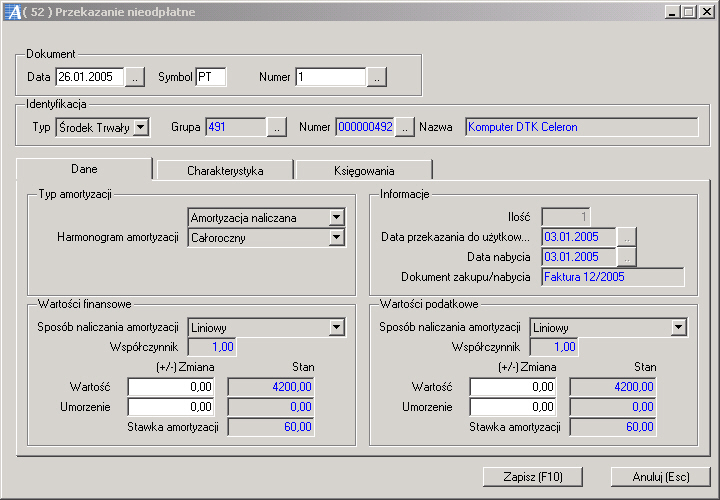 A ( 52 ) Przekazanie nieodpłatne
Dokument
Data 26.01.2005 .. Symbol PT Numer 1 ..
Identyfikacja
Typ Środek Trwały Grupa 491 .. Numer 000000492 .. Nazwa Komputer DTK Celeron
Dane Charakterystyka Księgowania
Typ amortyzacji
Amortyzacja naliczana
Harmonogram amortyzacji Całoroczny
Informacje
Ilość 1
Data przekazania do użytkow... 03.01.2005 ..
Data nabycia 03.01.2005 ..
Dokument zakupu/nabycia Faktura 12/2005
Wartości finansowe
Sposób naliczania amortyzacji Liniowy
Współczynnik 1,00
(+/-) Zmiana Stan
Wartość 0,00 4200,00
Umorzenie 0,00 0,00
Stawka amortyzacji 60,00
Wartości podatkowe
Sposób naliczania amortyzacji Liniowy
Współczynnik 1,00
(+/-) Zmiana Stan
Wartość 0,00 4200,00
Umorzenie 0,00 0,00
Stawka amortyzacji 60,00
Zapisz (F10) Anuluj (Esc)